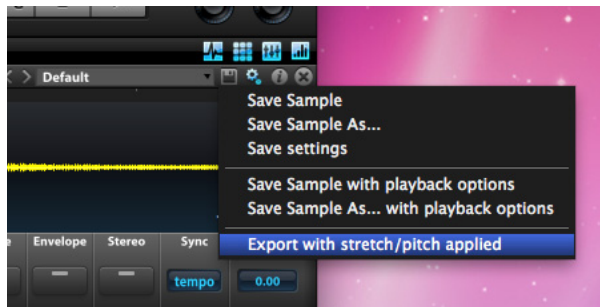 Default
Save Sample
Save Sample As...
Save settings
Save Sample with playback options
Save Sample As... with playback options
Export with stretch/pitch applied
Envelope Stereo Sync
tempo 0.00